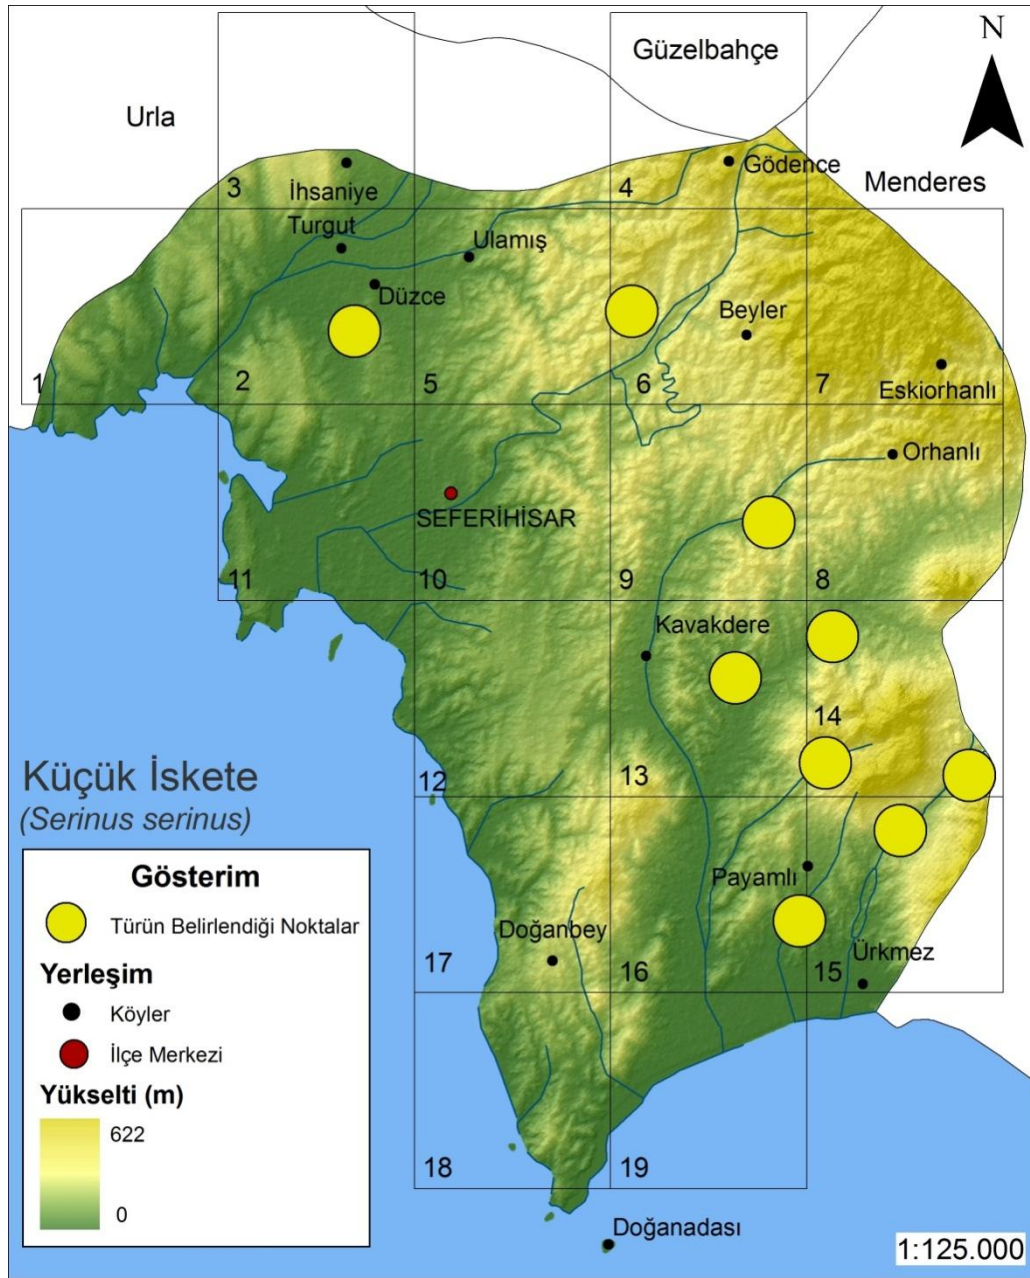 N
Güzelbahçe
Urla
Gödence
Menderes
3
4
İhsaniye
Turgut
Ulamış
Düzce
Beyler
1
2
5
6
7
Eskiorhanlı
Orhanlı
SEFERİHİSAR
11
10
9
8
Kavakdere
14
Küçük İskete
(Serinus serinus)
12
13
Gösterim
Türün Belirlendiği Noktalar
Yerleşim
Köyler
İlçe Merkezi
Yükselti (m)
622
0
Payamlı
Doğanbey
Ürkmez
17
16
15
18
19
Doğanadası
1:125.000